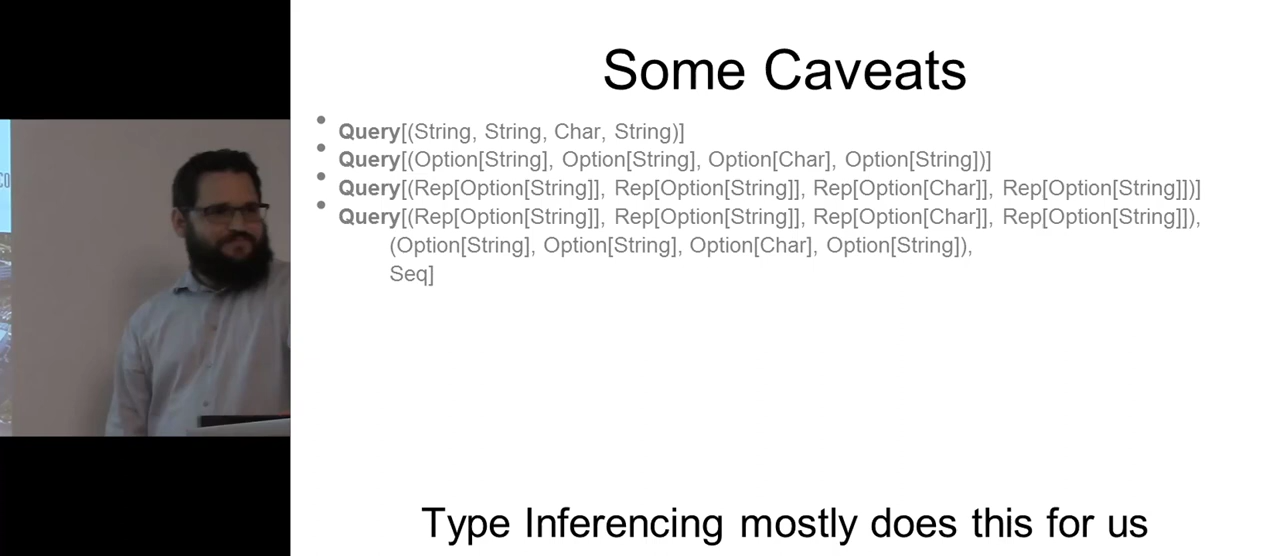 Some Caveats
Query[(String, String, Char, String)]
Query[(Option[String], Option[String], Option[Char], Option[String])]
Query[(Rep[Option[String]], Rep[Option[String]], Rep[Option[Char]], Rep[Option[String]])]
Query[(Rep[Option[String]], Rep[Option[String]], Rep[Option[Char]], Rep[Option[String]]),
(Option[String], Option[String], Option[Char], Option[String]),
Seq]
Type Inferencing mostly does this for us